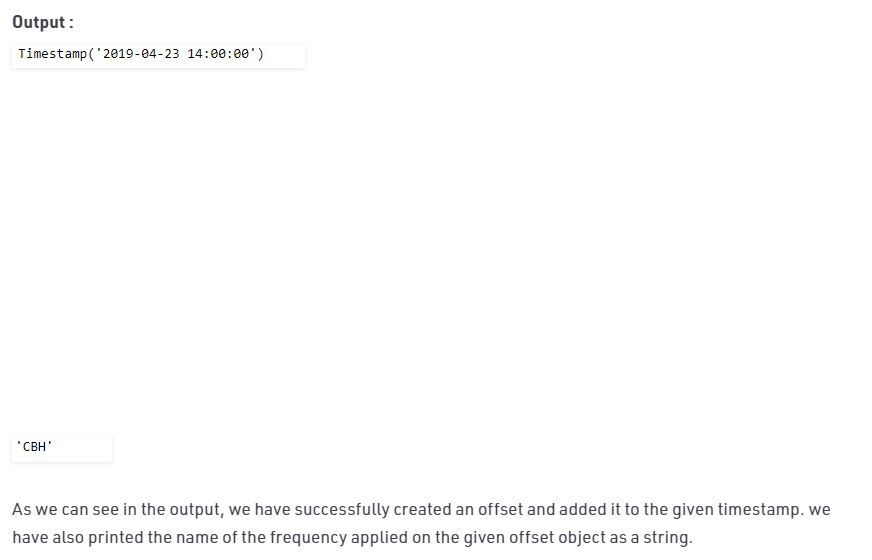 Output :
Timestamp('2019-04-23 14:00:00')
'CBH'
As we can see in the output, we have successfully created an offset and added it to the given timestamp. we
have also printed the name of the frequency applied on the given offset object as a string.